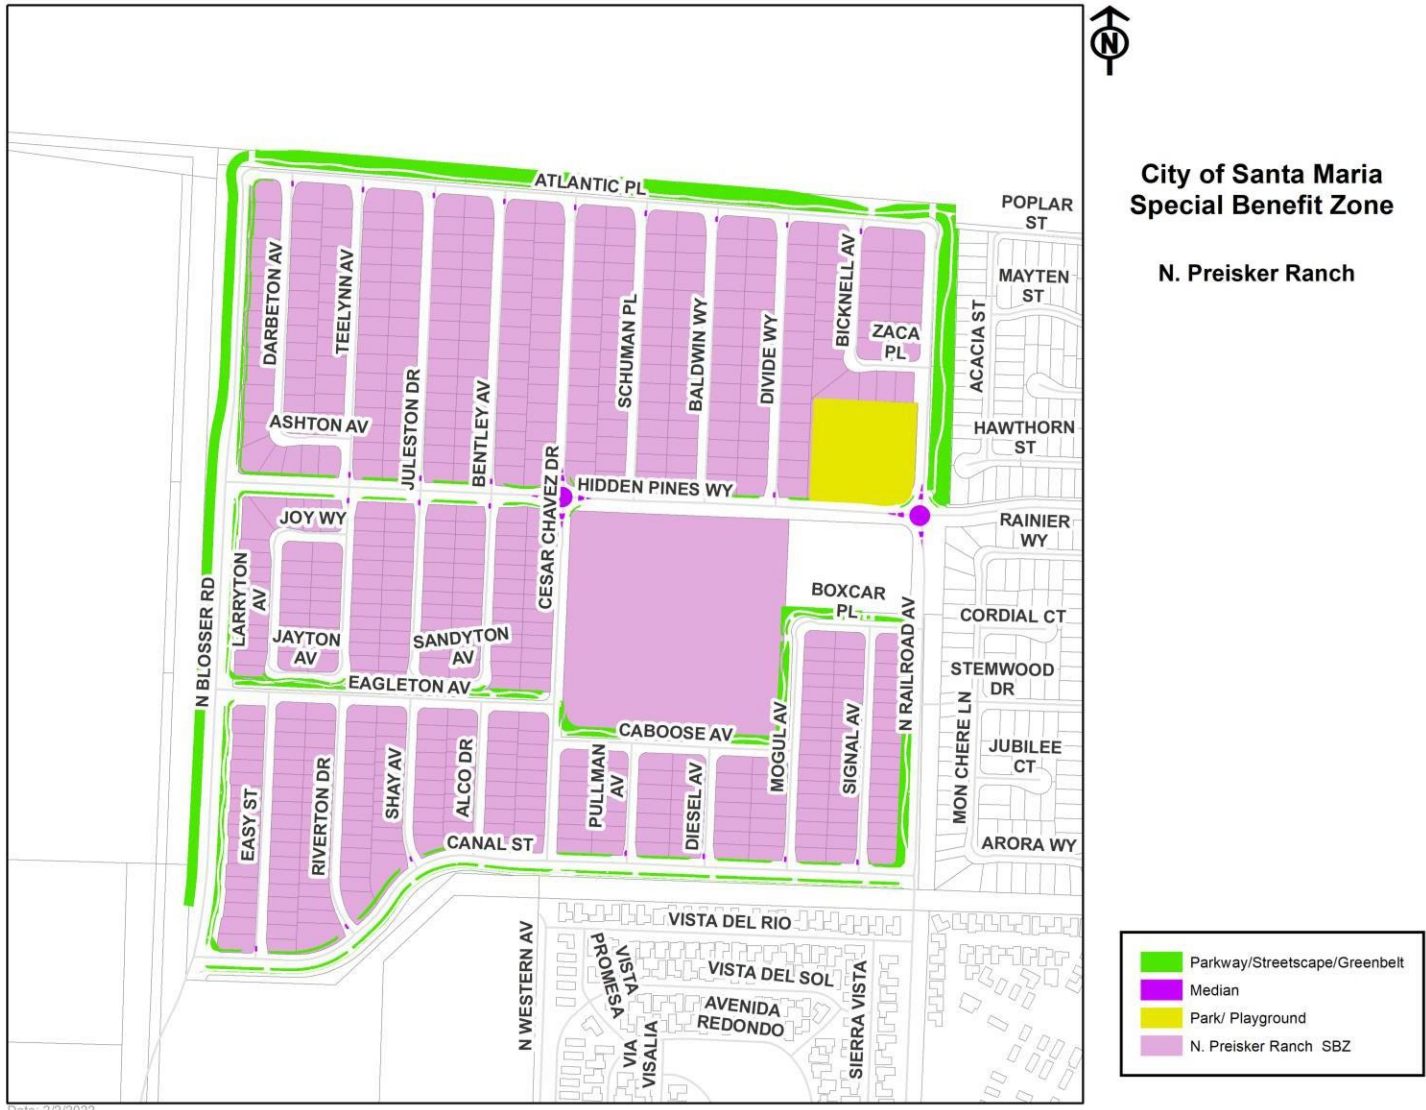 N
City of Santa Maria
Special Benefit Zone
N. Preisker Ranch
ATLANTIC PL
POPLAR
ST
DARBETON AV
TEELYNN AV
JULESTON DR
BENTLEY AV
CESAR CHAVEZ DR
SCHUMAN PL
BALDWIN WY
DIVIDE WY
BICKNELL AV
ZACA
PL
ACACIA ST
MAYTEN
ST
HAWTHORN
ST
ASHTON AV
HIDDEN PINES WY
RAINIER
WY
JOY WY
N BLOSSER RD
LARRYTON
AV
JAYTON
AV
SANDYTON
AV
EAGLETON AV
BOXCAR
PL
N RAILROAD AV
CORDIAL CT
STEMWOOD
DR
CABOOSE AV
MOGUL AV
SIGNAL AV
MON CHERE LN
JUBILEE
CT
EASY ST
RIVERTON DR
SHAY AV
ALCO DR
PULLMAN
AV
DIESEL AV
CANAL ST
ARORA WY
N WESTERN AV
VISTA DEL RIO
VISTA
PROMESA
VISTA DEL SOL
AVENIDA
REDONDO
VIA
VISALIA
SIERRA VISTA
Parkway/Streetscape/Greenbelt
Median
Park/ Playground
N. Preisker Ranch SBZ